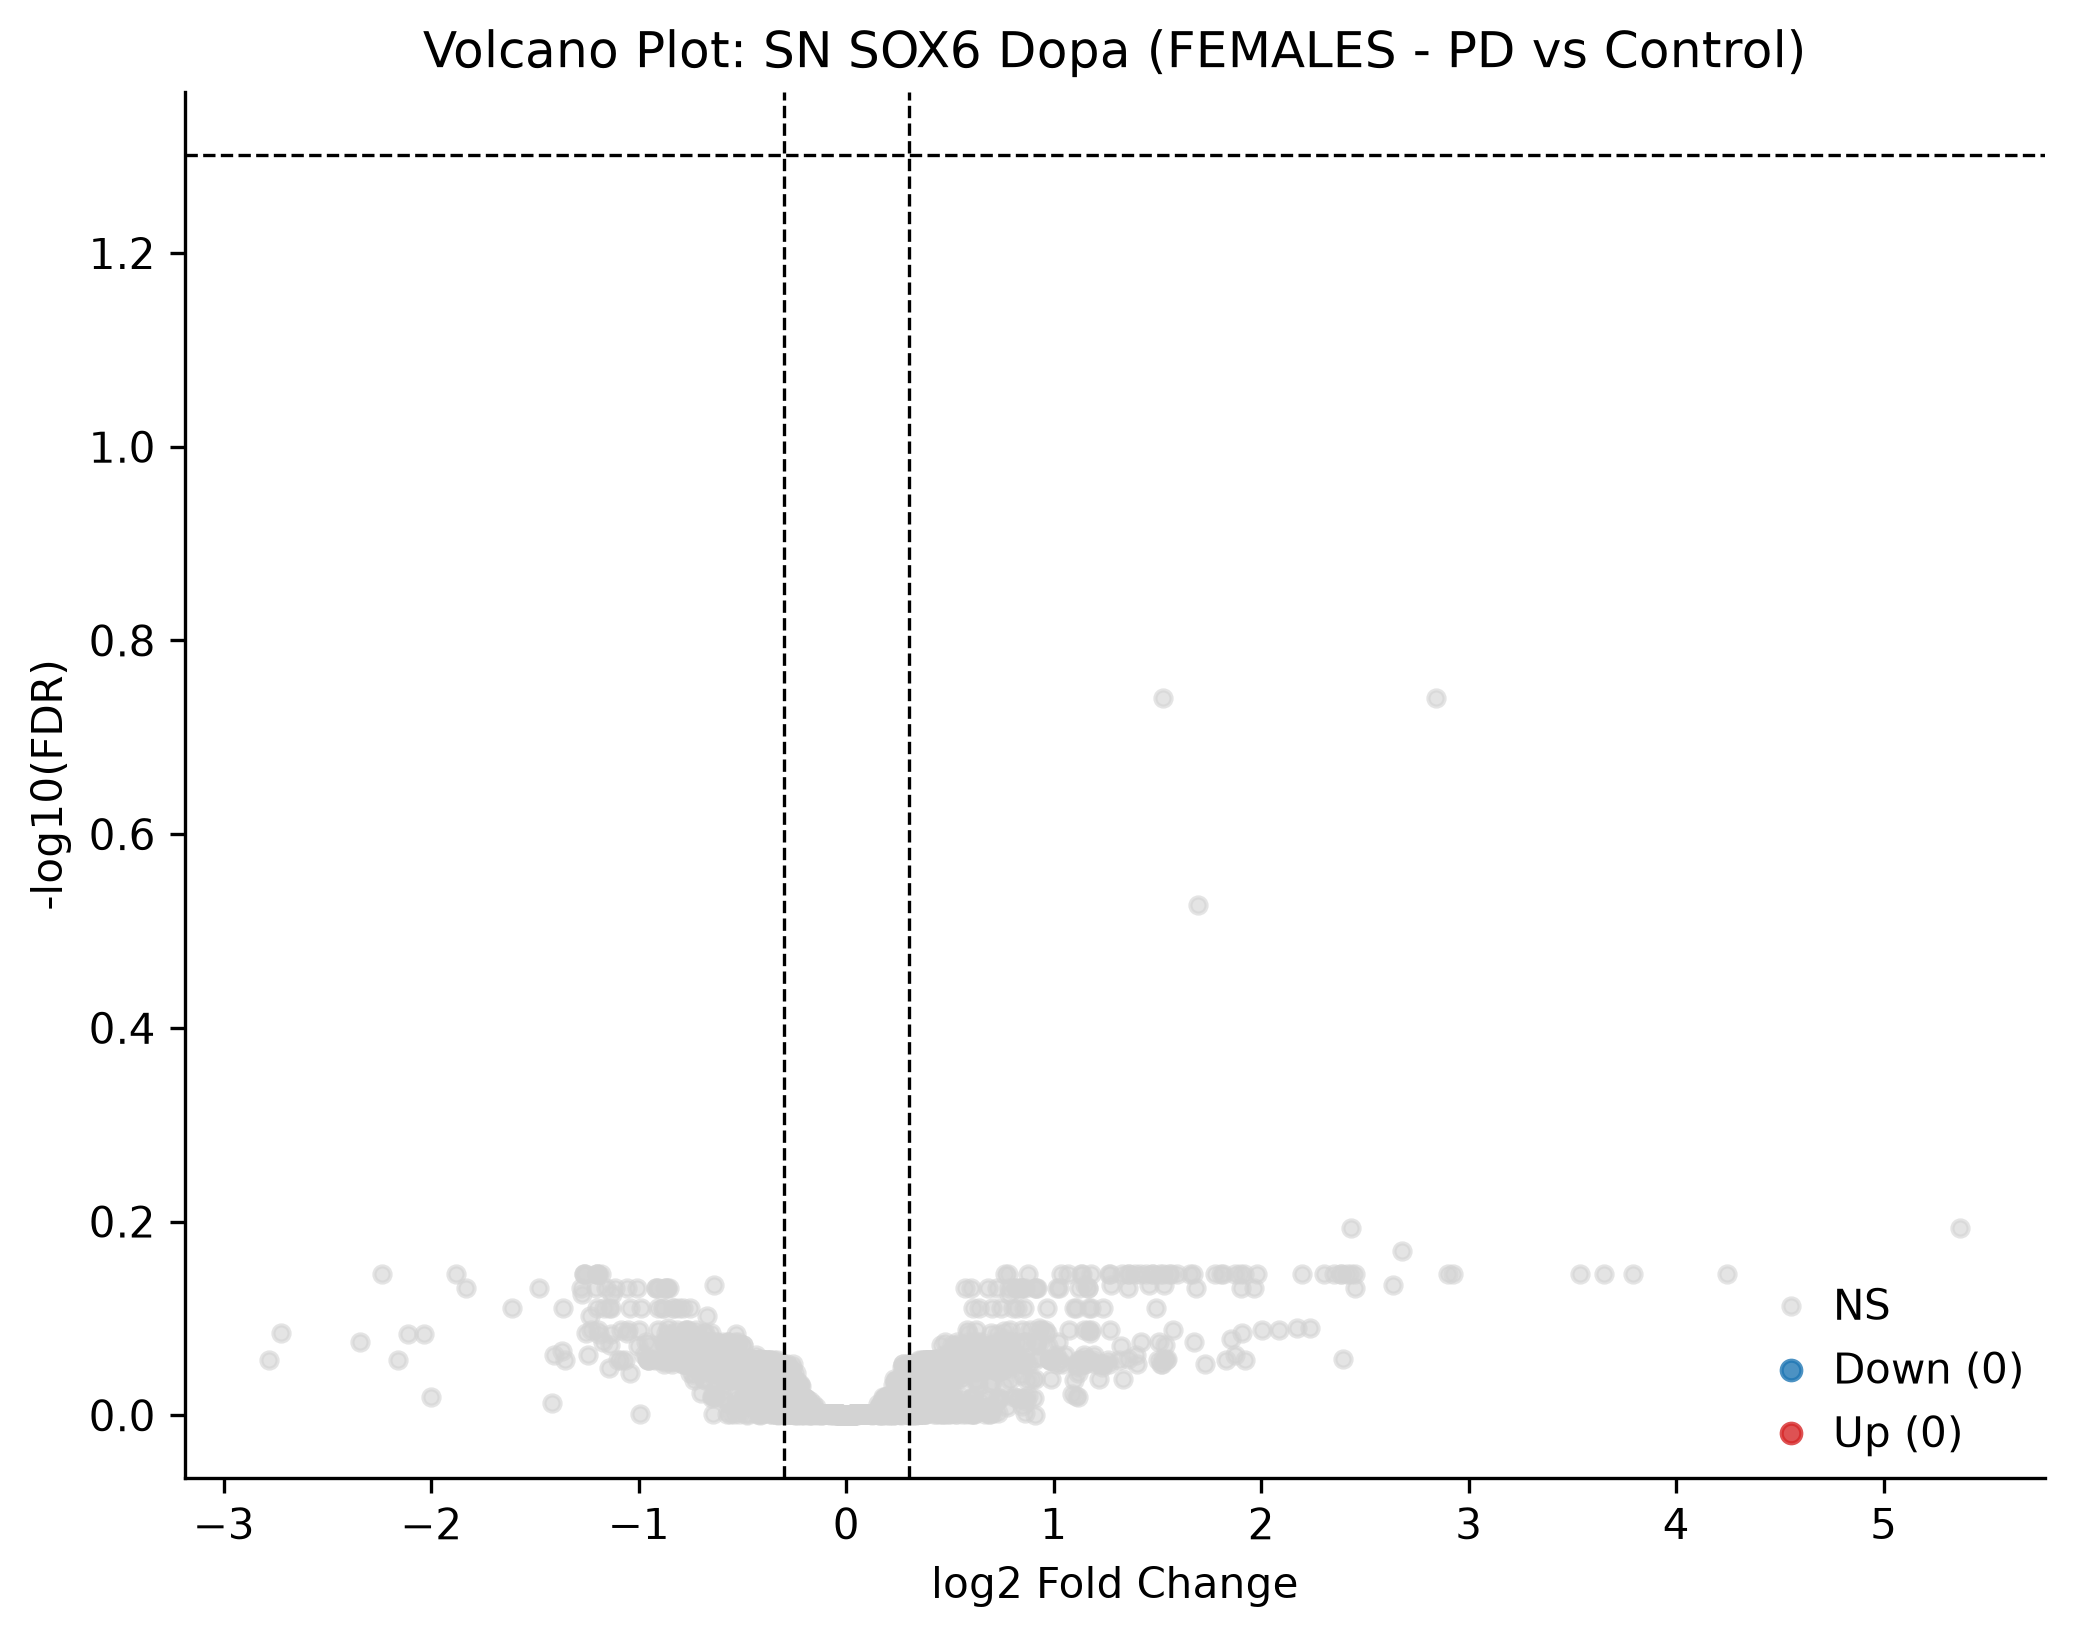 Volcano Plot: SN SOX6 Dopa (FEMALES - PD vs Control)
-log10(FDR)
1.2
1.0
0.8
0.6
0.4
0.2
0.0
NS
Down (0)
Up (0)
−3 −2 −1 0 1 2 3 4 5
log2 Fold Change